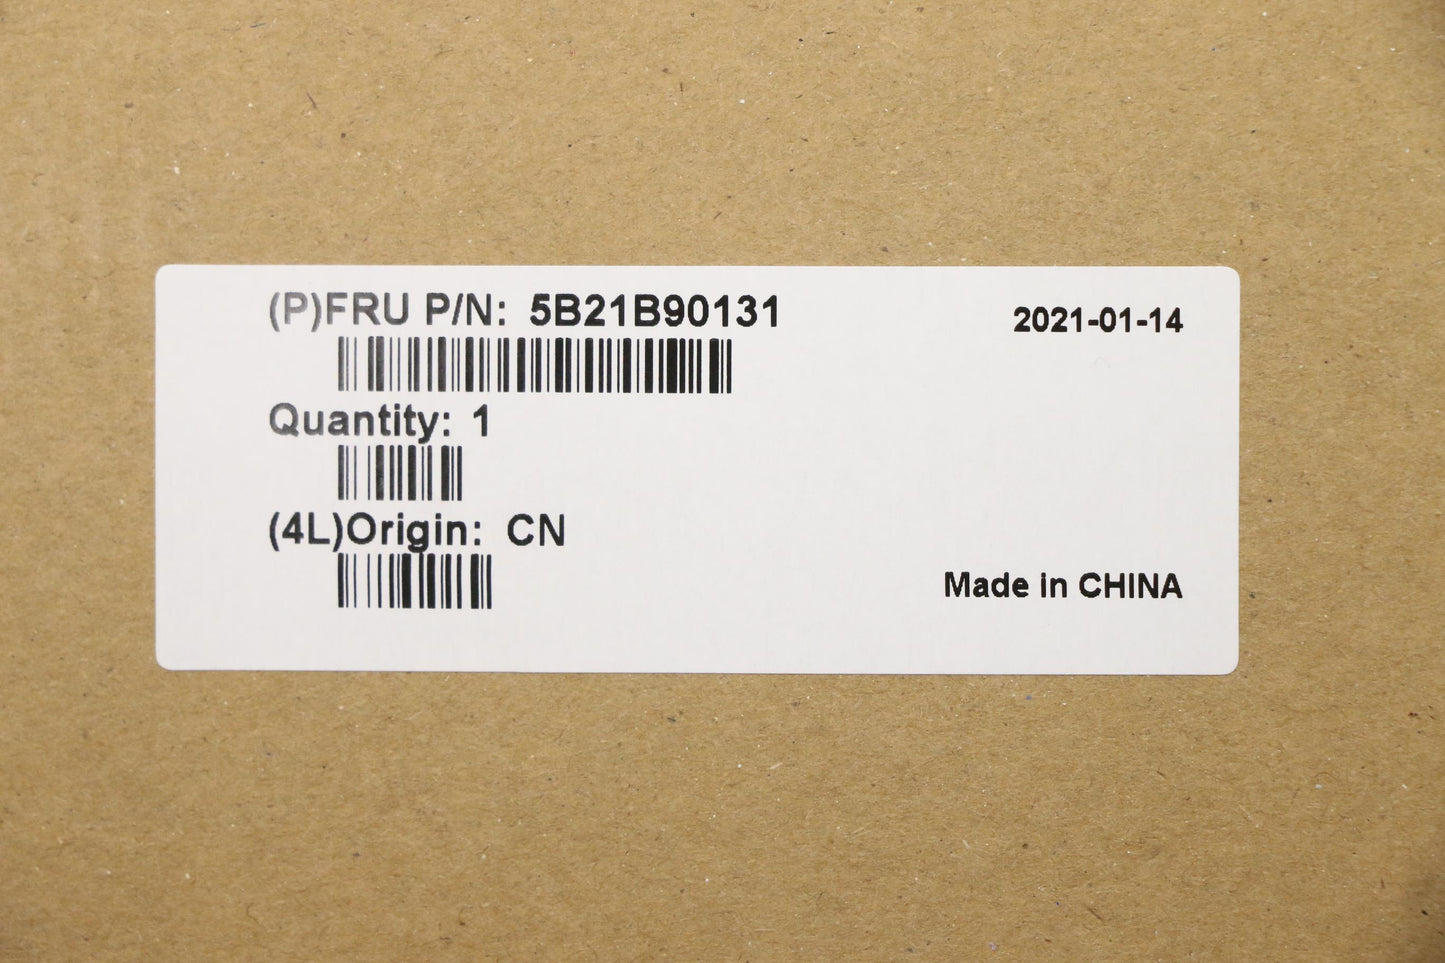 (P)FRU P/N: 5B21B90131
2021-01-14
Quantity: 1
(4L)Origin: CN
Made in CHINA